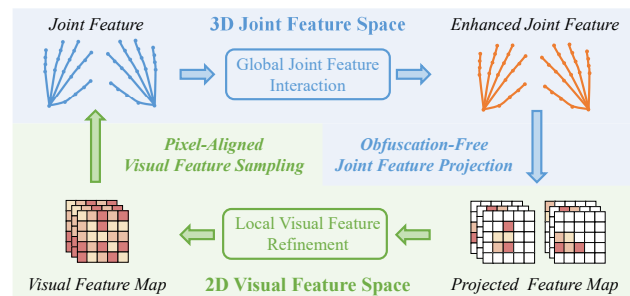 Joint Feature
3D Joint Feature Space
Enhanced Joint Feature
Global Joint Feature
Interaction
Pixel-Aligned
Visual Feature Sampling
Obfuscation-Free
Joint Feature Projection
Local Visual Feature
Refinement
Visual Feature Map
2D Visual Feature Space
Projected Feature Map